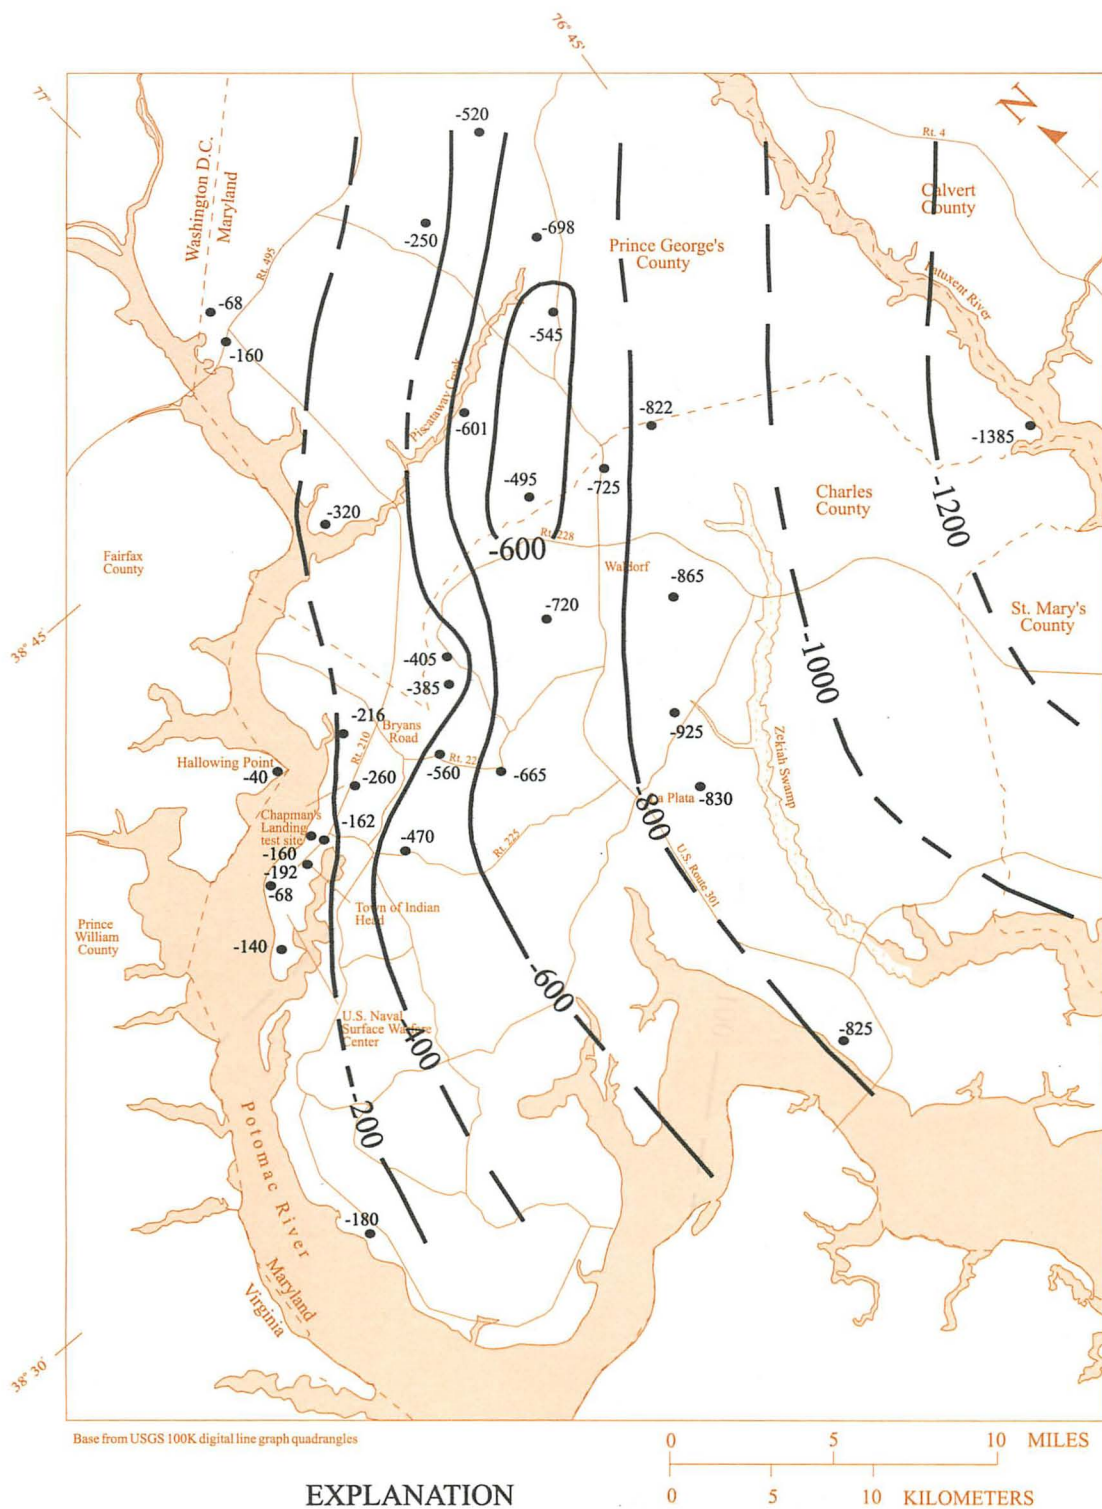 76° 45'
77°
N
-520
Rt. 4
Washington D.C.
Maryland
Calvert
County
-250
-698
Prince George's
County
Rt. 495
Patuxent River
-68
-545
-160
Piscataway Creek
-822
-601
-1385
-495
-725
Charles
County
-1200
-320
Rt. 228
-600
Fairfax
County
Waldorf
-865
St. Mary's
County
-720
38° 45'
-405
-1000
-385
-216
Bryans
Road
-925
Hallowing Point
Rt. 210
-40
-560
Rt. 22
-665
Zekiah Swamp
-260
-830
a Plata
-800
Chapman's
Landing
test site
-162
-470
Rt. 225
U.S. Route 301
-160
-192
-68
Town of Indian
Head
Prince
William
County
-140
-600
U.S. Naval
Surface Warfare
Center
-400
-825
-200
Potomac River
-180
Maryland
Virginia
38° 30'
Base from USGS 100K digital line graph quadrangles
0 5 10 MILES
0 5 10 KILOMETERS
EXPLANATION